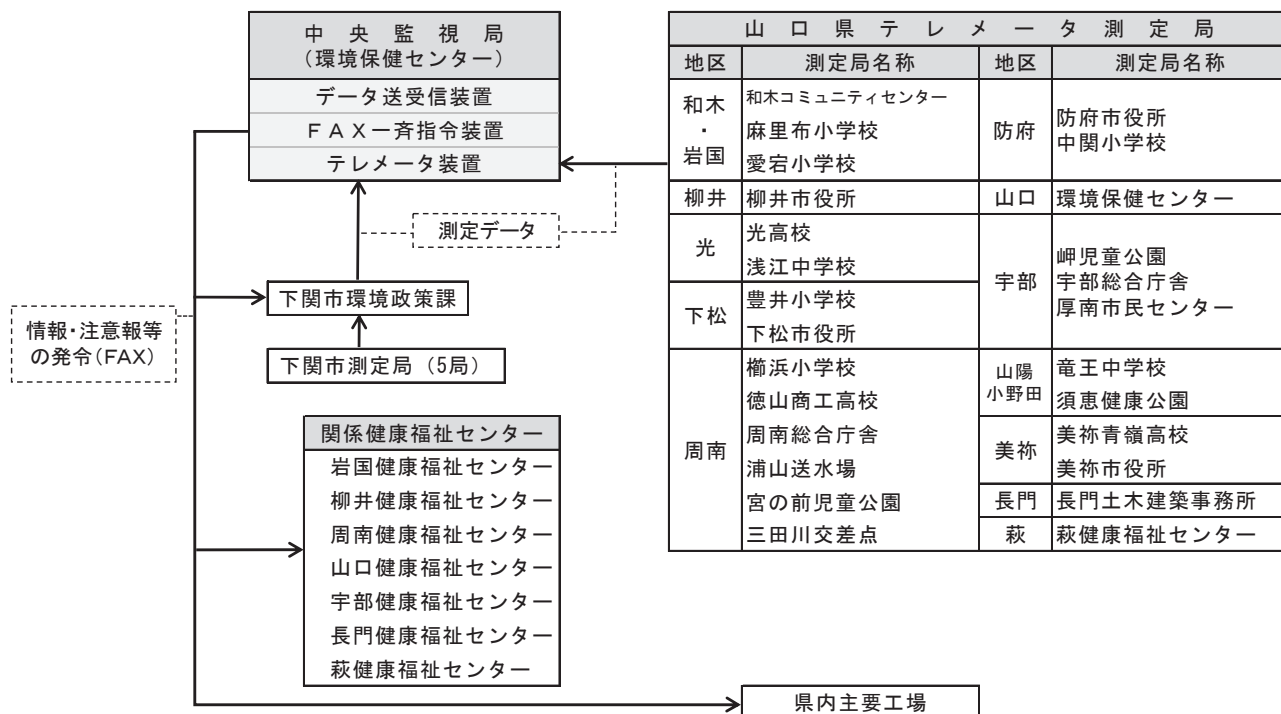 中央監視局
(環境保健センター)
データ送受信装置
FAX一斉指令装置
テレメータ装置
測定データ
下関市環境政策課
下関市測定局（5局）
情報・注意報等
の発令(FAX)
関係健康福祉センター
岩国健康福祉センター
柳井健康福祉センター
周南健康福祉センター
山口健康福祉センター
宇部健康福祉センター
長門健康福祉センター
萩健康福祉センター
県内主要工場
山口県テレメータ測定局
地区 測定局名称 地区 測定局名称
和木
・
岩国
和木コミュニティセンター
麻里布小学校
愛宕小学校
柳井 柳井市役所
光
光高校
浅江中学校
下松
豊井小学校
下松市役所
周南
櫛浜小学校
徳山商工高校
周南総合庁舎
浦山送水場
宮の前児童公園
三田川交差点
防府
防府市役所
中関小学校
山口 環境保健センター
宇部
岬児童公園
宇部総合庁舎
厚南市民センター
山陽
小野田
竜王中学校
須恵健康公園
美祢
美祢青嶺高校
美祢市役所
長門 長門土木建築事務所
萩 萩健康福祉センター